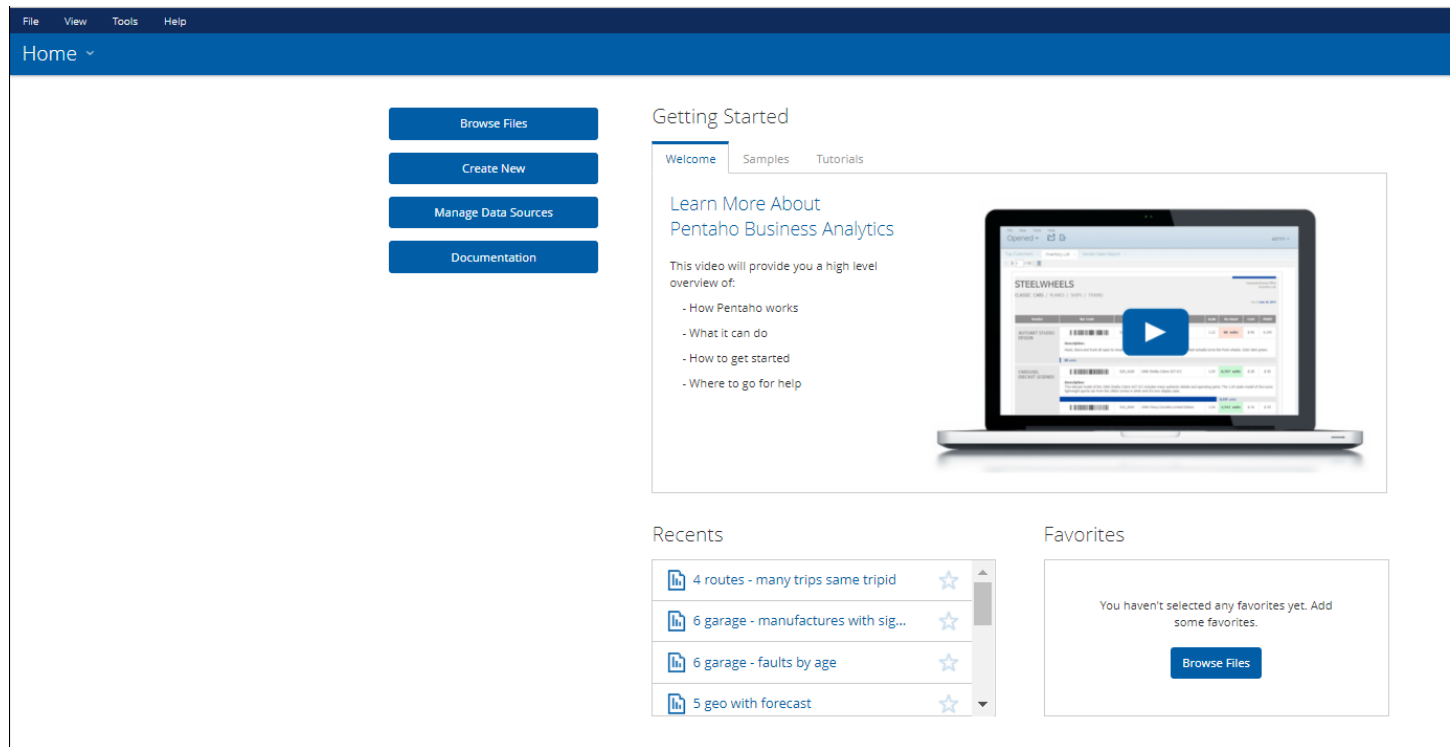 File View Tools Help
Home
Browse Files
Create New
Manage Data Sources
Documentation
Getting Started
Welcome Samples Tutorials
Learn More About
Pentaho Business Analytics
This video will provide you a high level
overview of:
- How Pentaho works
- What it can do
- How to get started
- Where to go for help
Opened
admin
STEELWHEELS
Recents
4 routes - many trips same tripid
6 garage - manufactures with sig...
6 garage - faults by age
5 geo with forecast
Favorites
You haven't selected any favorites yet. Add
some favorites.
Browse Files